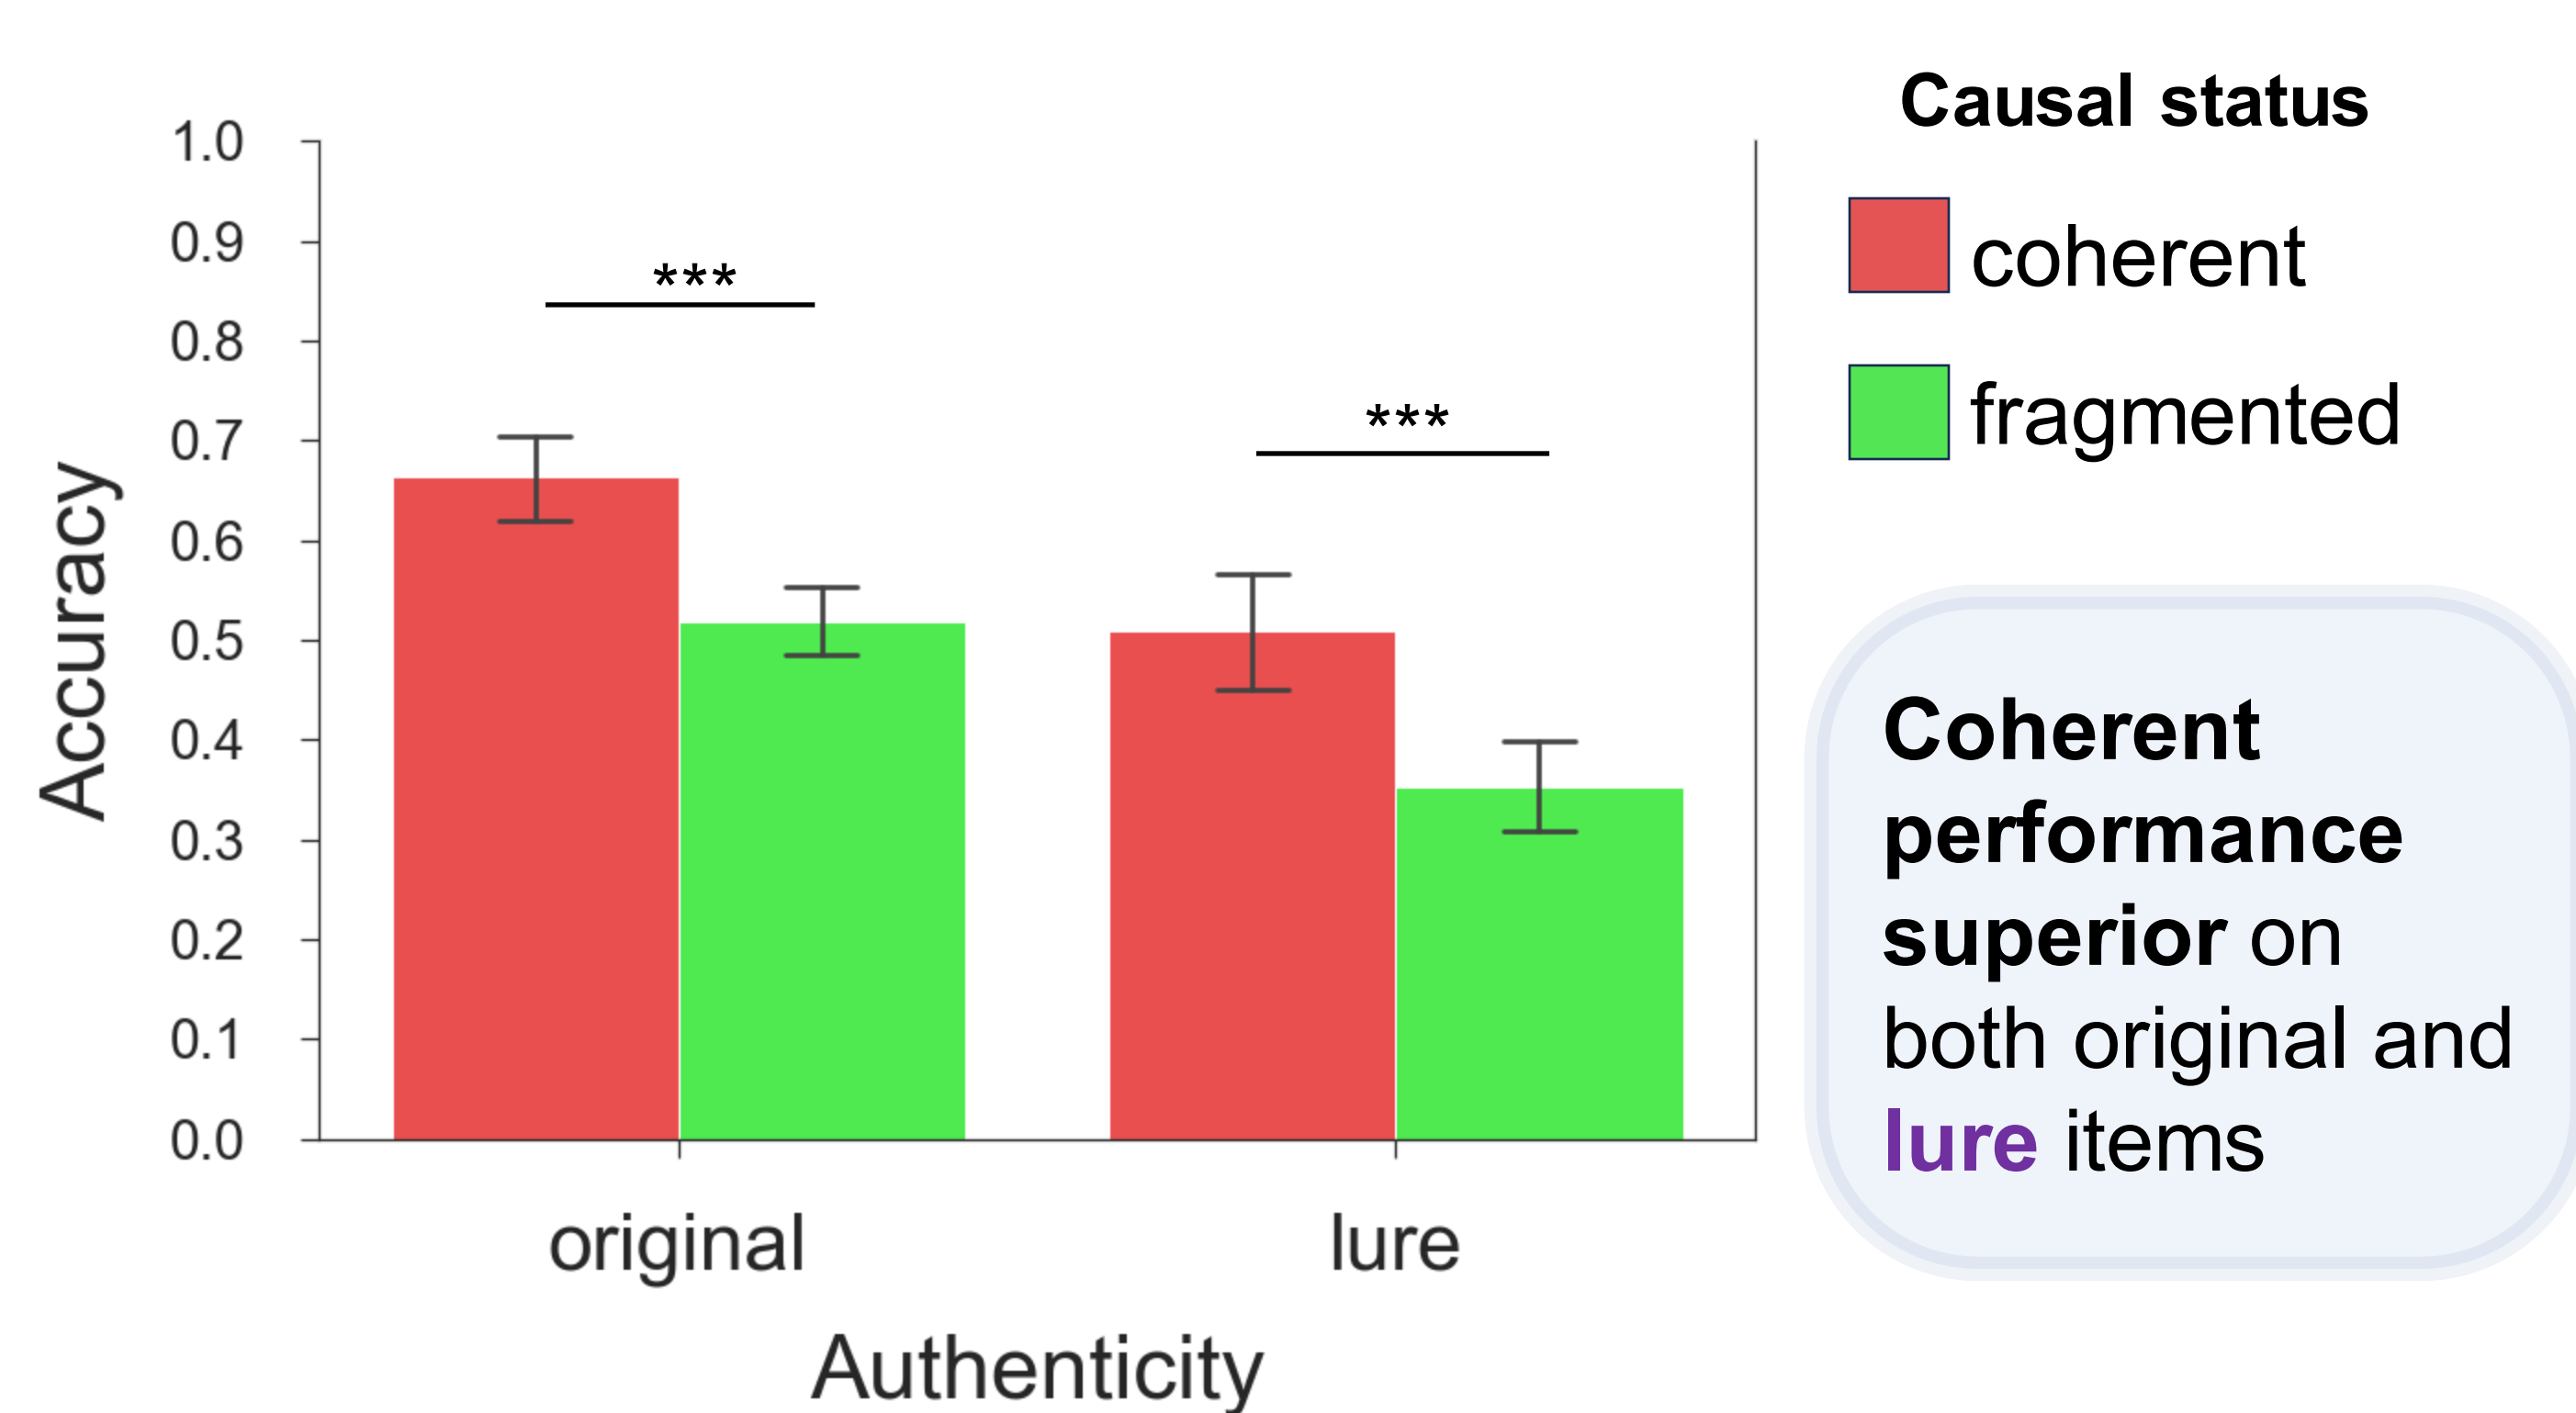 Causal status
coherent
fragmented
1.0
0.9
0.8
0.7
0.6
0.5
0.4
0.3
0.2
0.1
0.0
Accuracy
***
***
original
lure
Authenticity
Coherent
performance
superior on
both original and
lure items